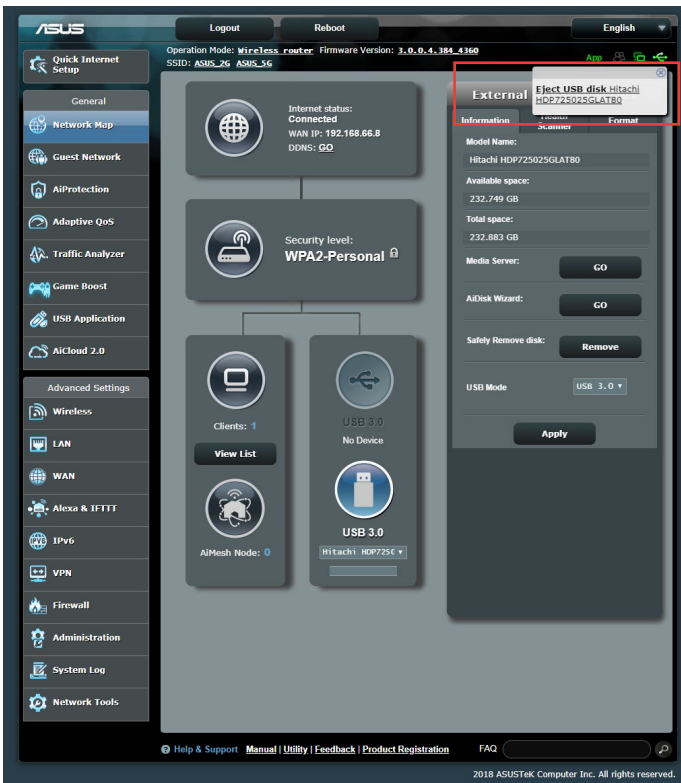 ASUS
Logout
Reboot
English
Quick Internet
Setup
Operation Mode: Wireless router Firmware Version: 3.0.0.4.384_4360
SSID: ASUS_2G ASUS_5G
App
General
Network Map
Guest Network
AiProtection
Adaptive QoS
Traffic Analyzer
Game Boost
USB Application
AiCloud 2.0
Advanced Settings
Wireless
LAN
WAN
Alexa & IFTTT
IPv6
VPN
Firewall
Administration
System Log
Network Tools
Internet status:
Connected
WAN IP: 192.168.66.8
DDNS: GO
Security level:
WPA2-Personal
Clients: 1
View List
AiMesh Node: 0
USB 3.0
No Device
USB 3.0
Hitachi HDP725
External
Eject USB disk Hitachi
HDP725025GLAT80
Information
Health
Scanner
Format
Model Name:
Hitachi HDP725025GLAT80
Available space:
232.749 GB
Total space:
232.883 GB
Media Server:
GO
AiDisk Wizard:
GO
Safely Remove disk:
Remove
USB Mode
USB 3.0
Apply
Help & Support Manual | Utility | Feedback | Product Registration
FAQ
2018 ASUSTeK Computer Inc. All rights reserved.